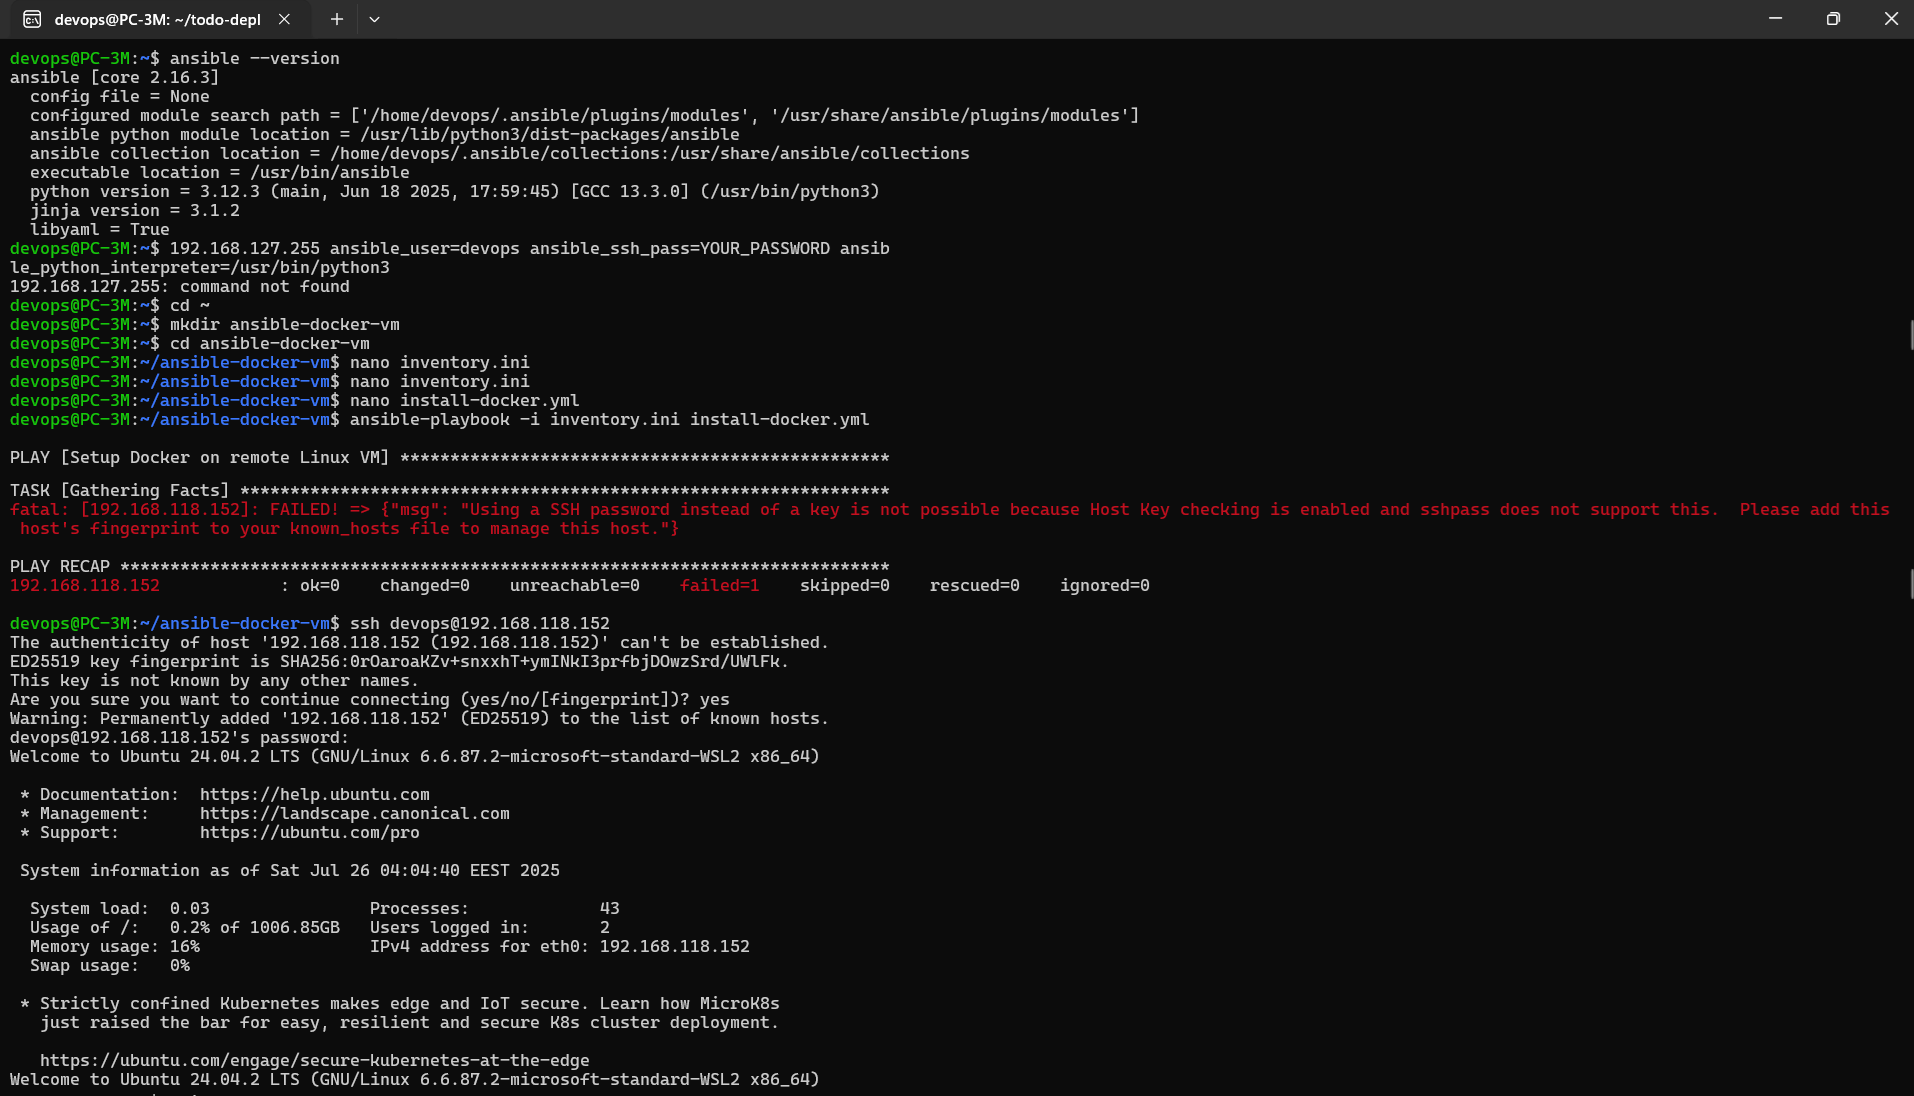 devops@PC-3M: ~/todo-depl
devops@PC-3M:~$ ansible --version
ansible [core 2.16.3]
  config file = None
  configured module search path = ['/home/devops/.ansible/plugins/modules', '/usr/share/ansible/plugins/modules']
  ansible python module location = /usr/lib/python3/dist-packages/ansible
  ansible collection location = /home/devops/.ansible/collections:/usr/share/ansible/collections
  executable location = /usr/bin/ansible
  python version = 3.12.3 (main, Jun 18 2025, 17:59:45) [GCC 13.3.0] (/usr/bin/python3)
  jinja version = 3.1.2
  libyaml = True
devops@PC-3M:~$ 192.168.127.255 ansible_user=devops ansible_ssh_pass=YOUR_PASSWORD ansib
le_python_interpreter=/usr/bin/python3
192.168.127.255: command not found
devops@PC-3M:~$ cd ~
devops@PC-3M:~$ mkdir ansible-docker-vm
devops@PC-3M:~$ cd ansible-docker-vm
devops@PC-3M:~/ansible-docker-vm$ nano inventory.ini
devops@PC-3M:~/ansible-docker-vm$ nano inventory.ini
devops@PC-3M:~/ansible-docker-vm$ nano install-docker.yml
devops@PC-3M:~/ansible-docker-vm$ ansible-playbook -i inventory.ini install-docker.yml
PLAY [Setup Docker on remote Linux VM] *************************************************
TASK [Gathering Facts] *****************************************************************
fatal: [192.168.118.152]: FAILED! => {"msg": "Using a SSH password instead of a key is not possible because Host Key checking is enabled and sshpass does not support this.  Please add this
 host's fingerprint to your known_hosts file to manage this host."}
PLAY RECAP *****************************************************************************
192.168.118.152            : ok=0    changed=0    unreachable=0    failed=1    skipped=0    rescued=0    ignored=0
devops@PC-3M:~/ansible-docker-vm$ ssh devops@192.168.118.152
The authenticity of host '192.168.118.152 (192.168.118.152)' can't be established.
ED25519 key fingerprint is SHA256:0rOaroaKZv+snxxhT+ymINkI3prfbjDOwzSrd/UWlFk.
This key is not known by any other names.
Are you sure you want to continue connecting (yes/no/[fingerprint])? yes
Warning: Permanently added '192.168.118.152' (ED25519) to the list of known hosts.
devops@192.168.118.152's password:
Welcome to Ubuntu 24.04.2 LTS (GNU/Linux 6.6.87.2-microsoft-standard-WSL2 x86_64)
 * Documentation:  https://help.ubuntu.com
 * Management:     https://landscape.canonical.com
 * Support:        https://ubuntu.com/pro
 System information as of Sat Jul 26 04:04:40 EEST 2025
  System load:  0.03                Processes:             43
  Usage of /:   0.2% of 1006.85GB   Users logged in:       2
  Memory usage: 16%                 IPv4 address for eth0: 192.168.118.152
  Swap usage:   0%
 * Strictly confined Kubernetes makes edge and IoT secure. Learn how MicroK8s
   just raised the bar for easy, resilient and secure K8s cluster deployment.
   https://ubuntu.com/engage/secure-kubernetes-at-the-edge
Welcome to Ubuntu 24.04.2 LTS (GNU/Linux 6.6.87.2-microsoft-standard-WSL2 x86_64)